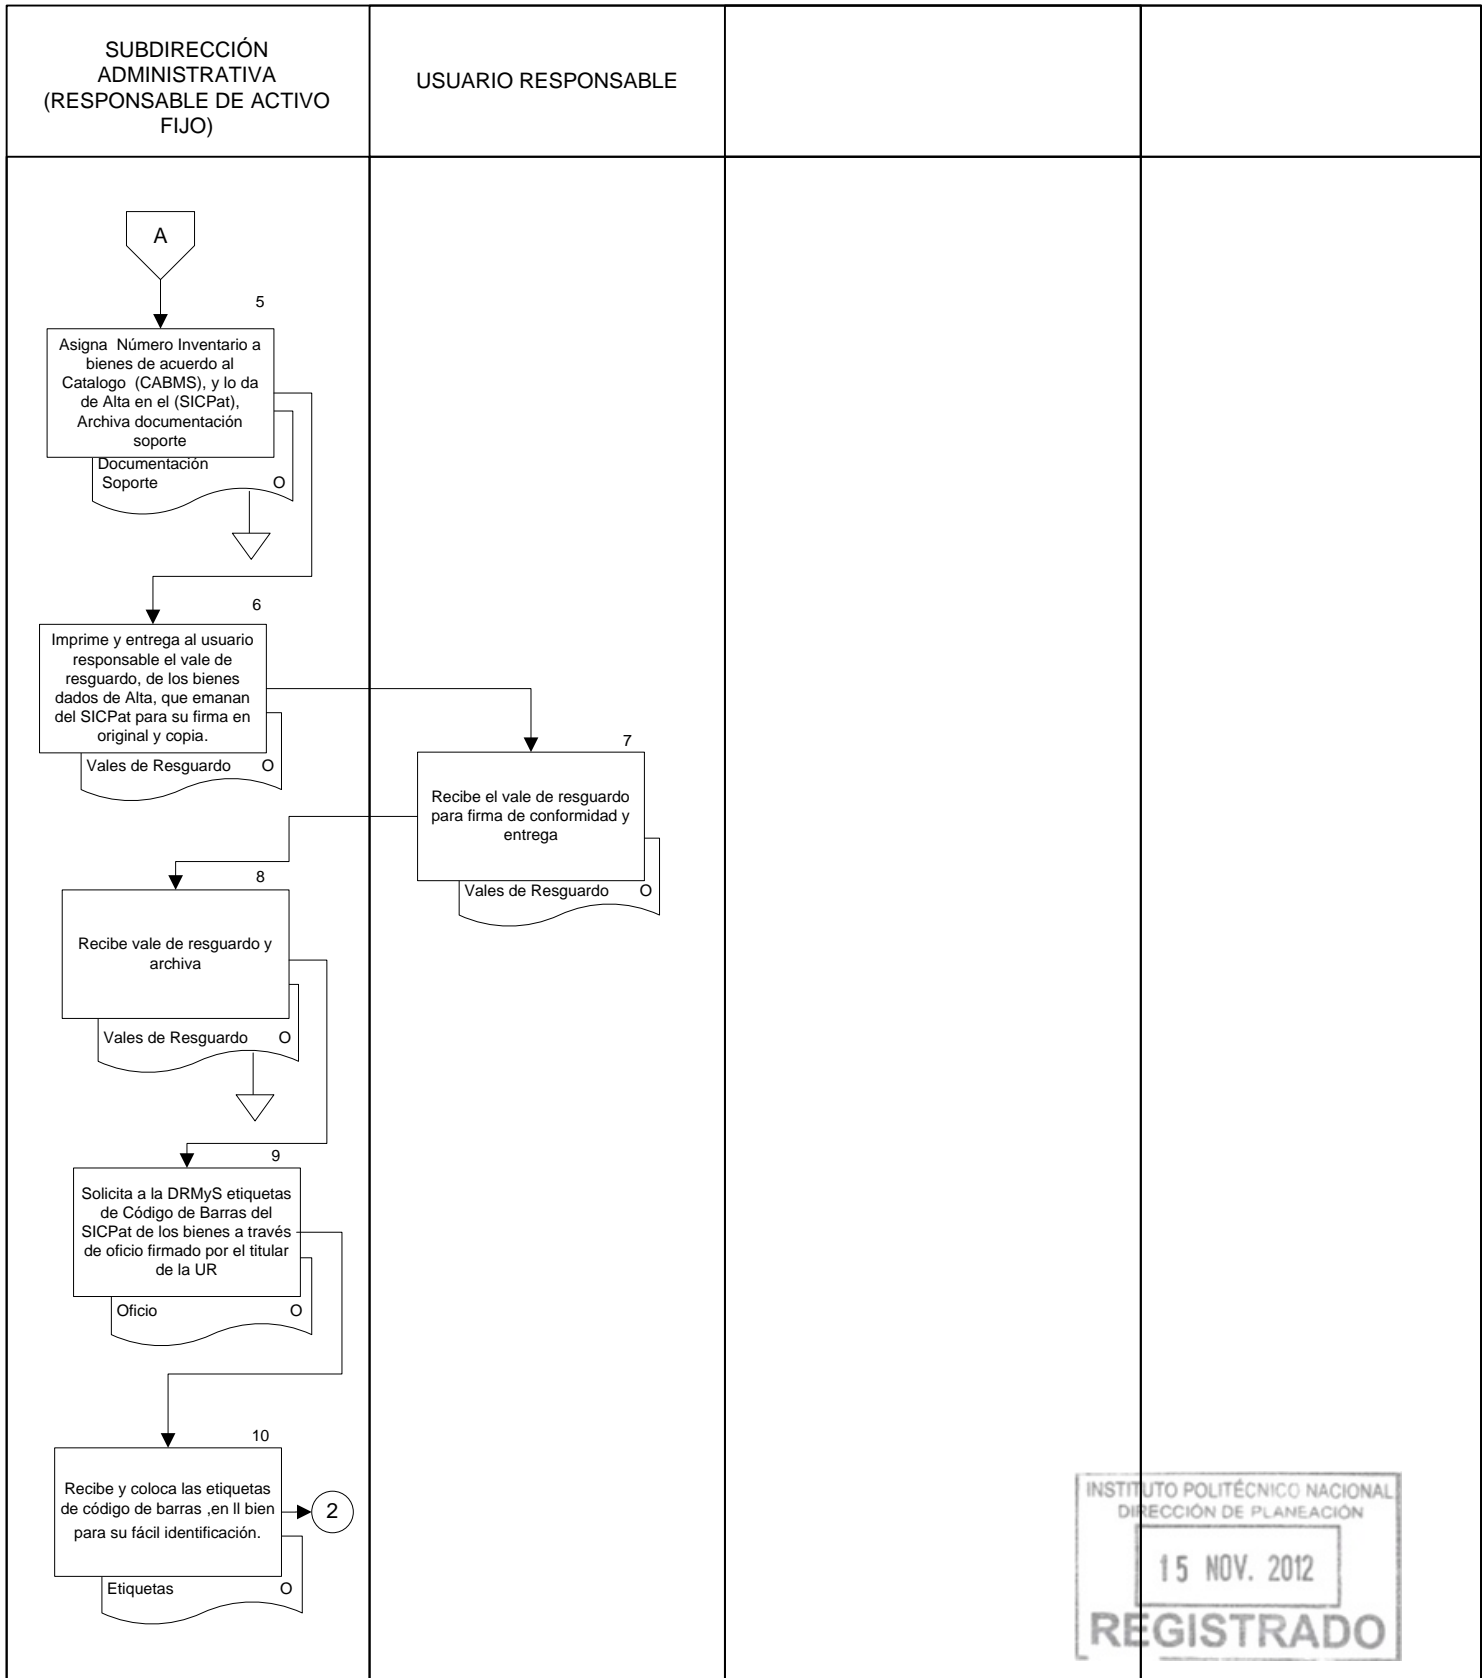 SUBDIRECCIÓN
ADMINISTRATIVA
(RESPONSABLE DE ACTIVO
FIJO)
USUARIO RESPONSABLE
A
5
Asigna Número Inventario a
bienes de acuerdo al
Catalogo (CABMS), y lo da
de Alta en el (SICPat),
Archiva documentación
soporte
Documentación
Soporte O
6
Imprime y entrega al usuario
responsable el vale de
resguardo, de los bienes
dados de Alta, que emanan
del SICPat para su firma en
original y copia.
Vales de Resguardo O
7
Recibe el vale de resguardo
para firma de conformidad y
entrega
Vales de Resguardo O
8
Recibe vale de resguardo y
archiva
Vales de Resguardo O
9
Solicita a la DRMyS etiquetas
de Código de Barras del
SICPat de los bienes a través
de oficio firmado por el titular
de la UR
Oficio O
10
Recibe y coloca las etiquetas
de código de barras ,en ll bien
para su fácil identificación.
2
Etiquetas O
INSTITUTO POLITÉCNICO NACIONAL
DIRECCIÓN DE PLANEACIÓN
15 NOV. 2012
REGISTRADO